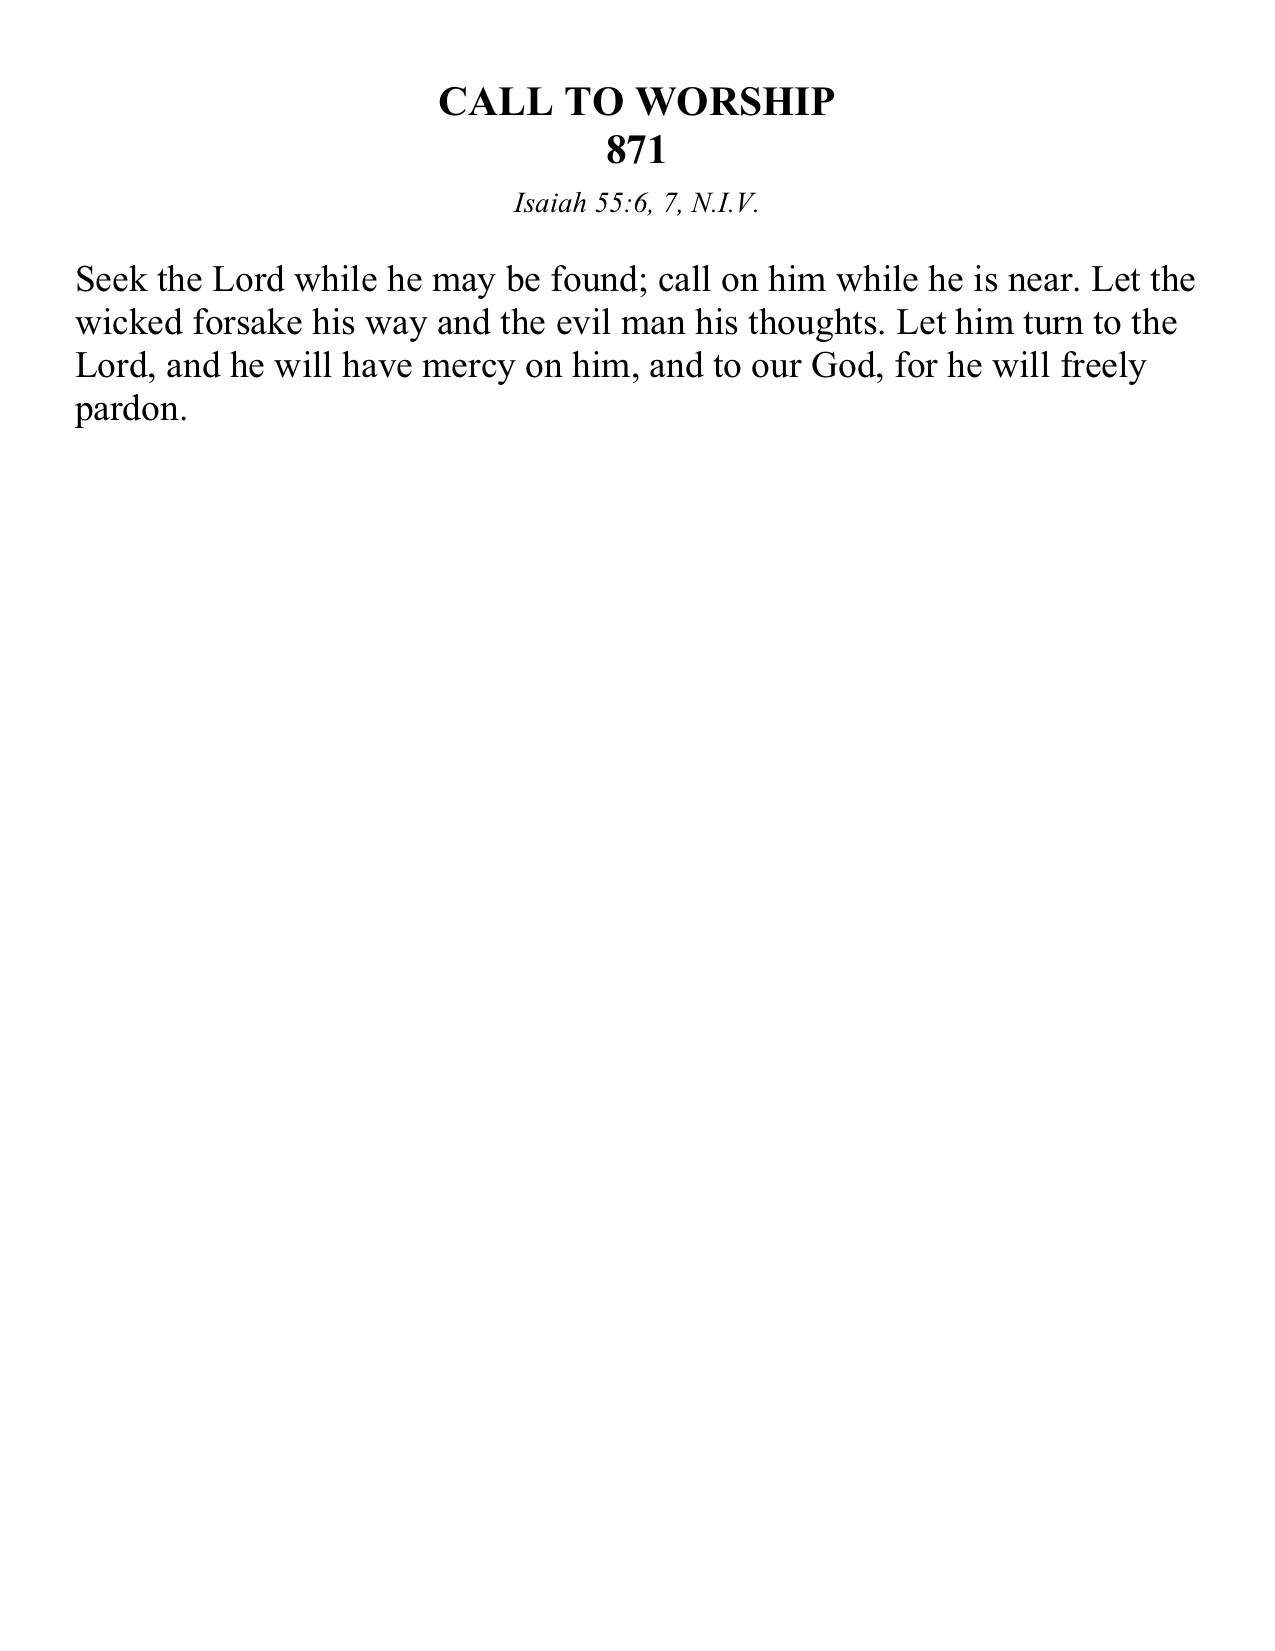 CALL TO WORSHIP
871
Isaiah 55:6, 7, N.I.V.
Seek the Lord while he may be found; call on him while he is near. Let the
wicked forsake his way and the evil man his thoughts. Let him turn to the
Lord, and he will have mercy on him, and to our God, for he will freely
pardon.